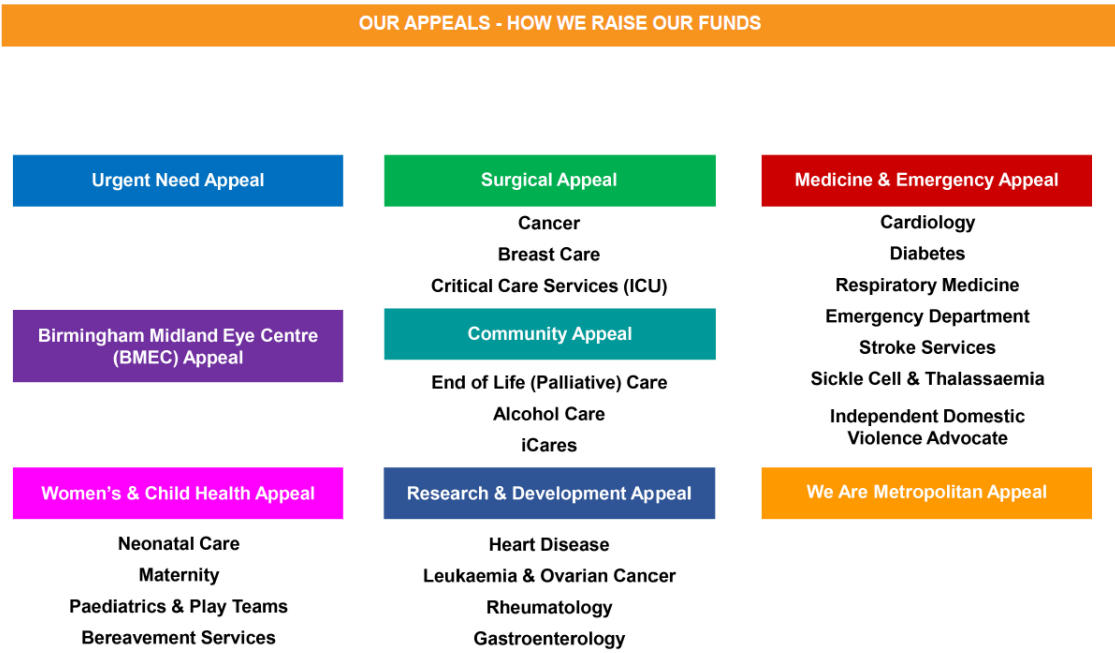 OUR APPEALS - HOW WE RAISE OUR FUNDS
Urgent Need Appeal
Surgical Appeal
Cancer
Breast Care
Critical Care Services (ICU)
Medicine & Emergency Appeal
Cardiology
Diabetes
Respiratory Medicine
Emergency Department
Stroke Services
Sickle Cell & Thalassaemia
Independent Domestic
Violence Advocate
Birmingham Midland Eye Centre
(BMEC) Appeal
Community Appeal
End of Life (Palliative) Care
Alcohol Care
iCares
Women's & Child Health Appeal
Neonatal Care
Maternity
Paediatrics & Play Teams
Bereavement Services
Research & Development Appeal
Heart Disease
Leukaemia & Ovarian Cancer
Rheumatology
Gastroenterology
We Are Metropolitan Appeal